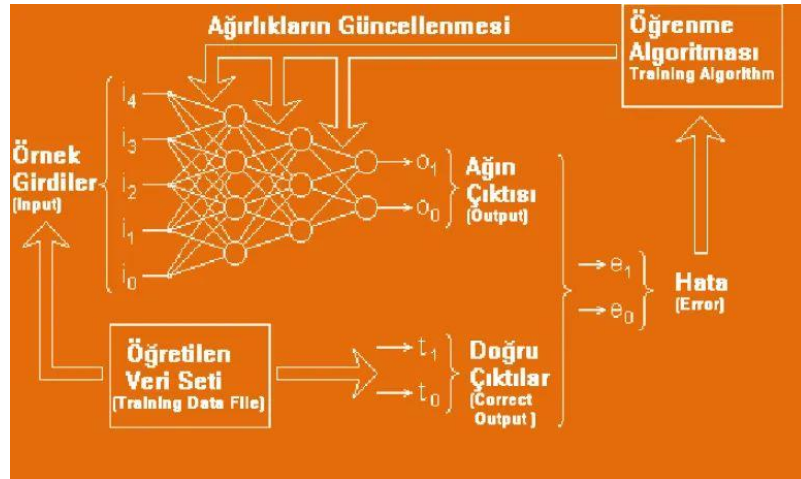 Ağırlıkların Güncellenmesi
Öğrenme
Algoritması
Training Algorithm
i4
i3
i2
i1
i0
Örnek
Girdiler
(Input)
o1
o0
Ağın
Çıktısı
(Output)
e1
e0
Hata
(Error)
Öğretilen
Veri Seti
(Training Data File)
t1
t0
Doğru
Çıktılar
(Correct
Output )